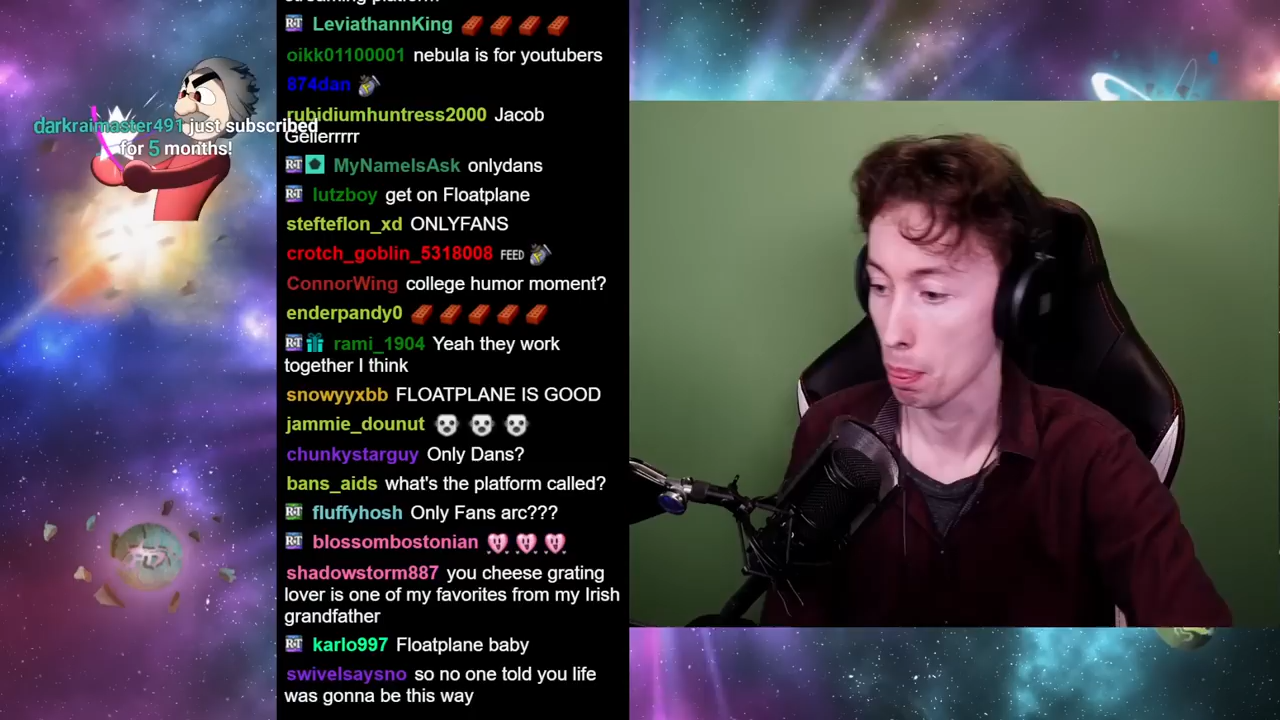 streaming platform
LeviathannKing
oikk01100001 nebula is for youtubers
874dan
rubidiumhuntress2000 Jacob
Gellerrrrr
MyNameIsAsk onlydans
lutzboy get on Floatplane
stefteflon_xd ONLYFANS
crotch_goblin_5318008 FEED
ConnorWing college humor moment?
enderpandy0
rami_1904 Yeah they work
together I think
snowyyxbb FLOATPLANE IS GOOD
jammie_dounut
chunkystarguy Only Dans?
bans_aids what's the platform called?
fluffyhosh Only Fans arc???
blossombostonian
shadowstorm887 you cheese grating
lover is one of my favorites from my Irish
grandfather
karlo997 Floatplane baby
swivelsaysno so no one told you life
was gonna be this way
darkraimaster491 just subscribed
for 5 months!